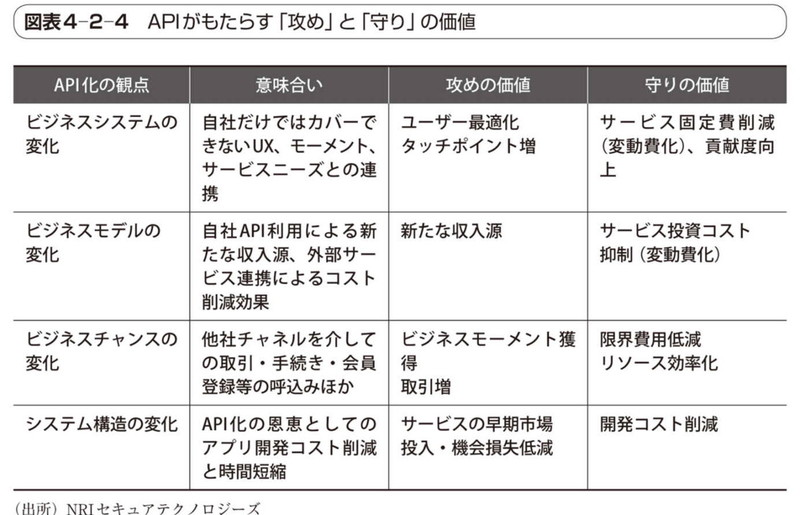 図表4-2-4 APIがもたらす「攻め」と「守り」の価値
API化の観点
意味合い
攻めの価値
守りの価値
ビジネスシステムの
変化
自社だけではカバーで
きないUX、モーメント、
サービスニーズとの連
携
ユーザー最適化
タッチポイント増
サービス固定費削減
（変動費化）、貢献度向
上
ビジネスモデルの
変化
自社API利用による新
たな収入源、外部サー
ビス連携によるコスト
削減効果
新たな収入源
サービス投資コスト
抑制（変動費化）
ビジネスチャンスの
変化
他社チャネルを介して
の取引・手続き・会員
登録等の呼込みほか
ビジネスモーメント獲
得
取引増
限界費用低減
リソース効率化
システム構造の変化
API化の恩恵としての
アプリ開発コスト削減
と時間短縮
サービスの早期市場
投入・機会損失低減
開発コスト削減
（出所）NRIセキュアテクノロジーズ